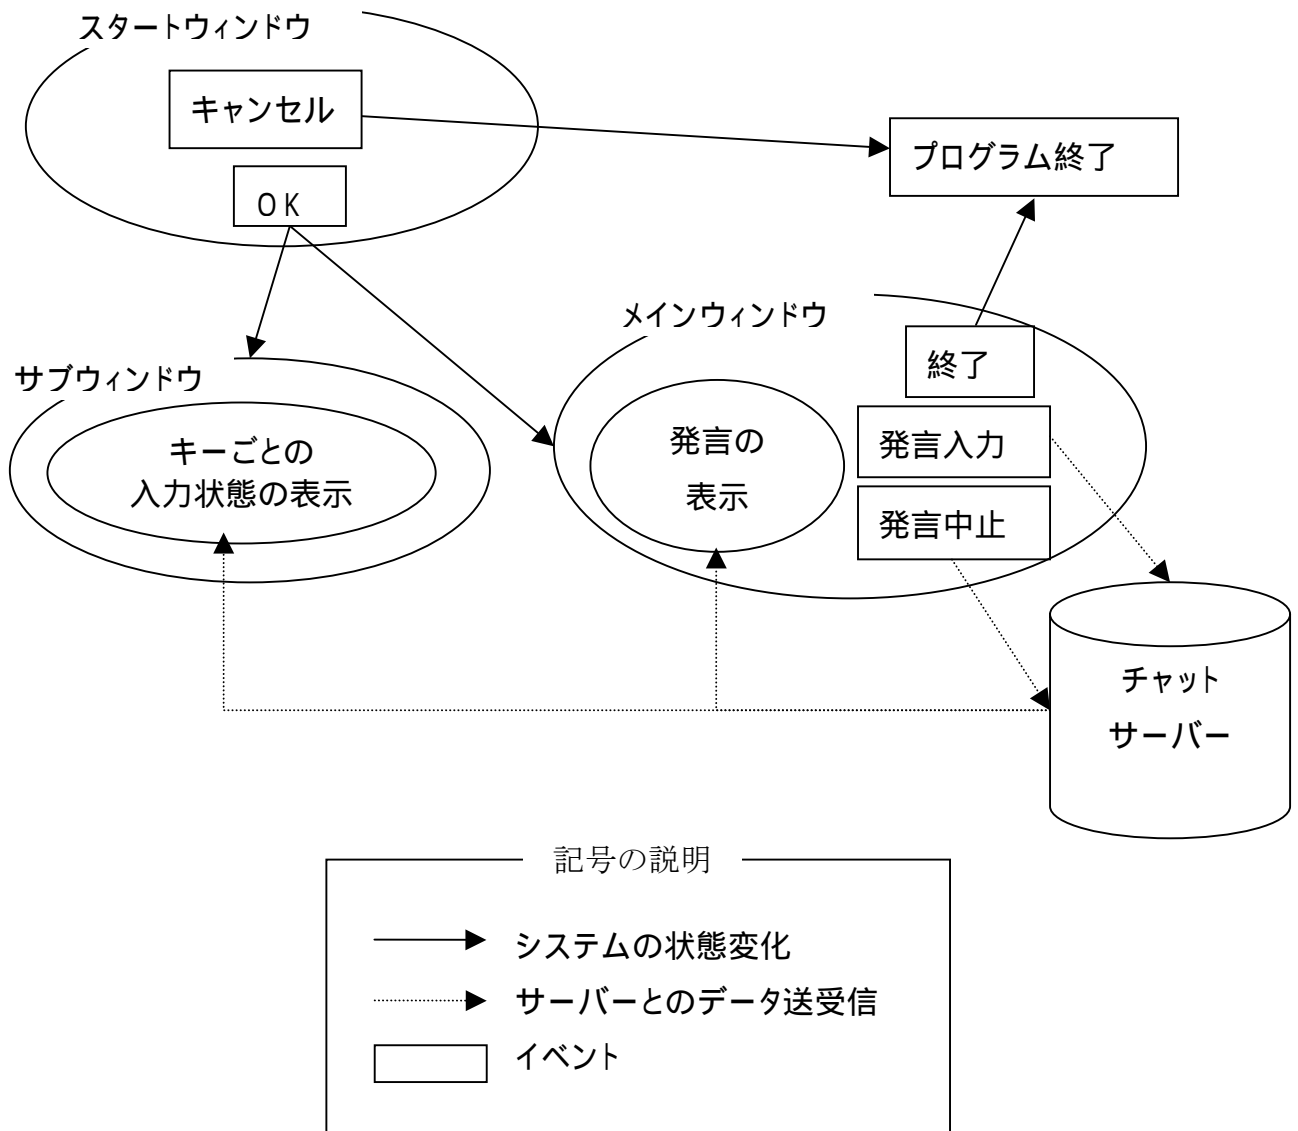 スタートウィンドウ
キャンセル
プログラム終了
ＯＫ
メインウィンドウ
終了
サブウィンドウ
キーごとの
入力状態の表示
発言の
表示
発言入力
発言中止
チャット
サーバー
記号の説明
システムの状態変化
サーバーとのデータ送受信
イベント